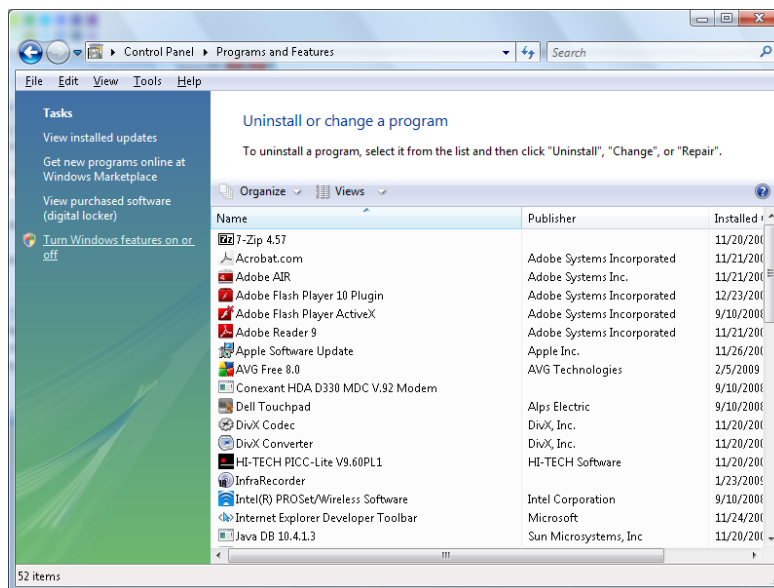 Control Panel Programs and Features Search
File Edit View Tools Help
Tasks
View installed updates
Get new programs online at
Windows Marketplace
View purchased software
(digital locker)
Turn Windows features on or
off
Uninstall or change a program
To uninstall a program, select it from the list and then click "Uninstall", "Change", or "Repair".
Organize Views
Name Publisher Installed
7-Zip 4.57 11/20/200
Acrobat.com Adobe Systems Incorporated 11/21/200
Adobe AIR Adobe Systems Inc. 11/21/200
Adobe Flash Player 10 Plugin Adobe Systems Incorporated 12/23/200
Adobe Flash Player ActiveX Adobe Systems Incorporated 9/10/2008
Adobe Reader 9 Adobe Systems Incorporated 11/21/200
Apple Software Update Apple Inc. 11/26/200
AVG Free 8.0 AVG Technologies 2/5/2009
Conexant HDA D330 MDC V.92 Modem 9/10/2008
Dell Touchpad Alps Electric 9/10/2008
DivX Codec DivX, Inc. 11/20/200
DivX Converter DivX, Inc. 11/20/200
HI-TECH PICC-Lite V9.60PL1 HI-TECH Software 11/20/200
InfraRecorder 1/23/2009
Intel(R) PROSet/Wireless Software Intel Corporation 9/10/2008
Internet Explorer Developer Toolbar Microsoft 11/24/200
Java DB 10.4.1.3 Sun Microsystems, Inc 11/20/200
52 items